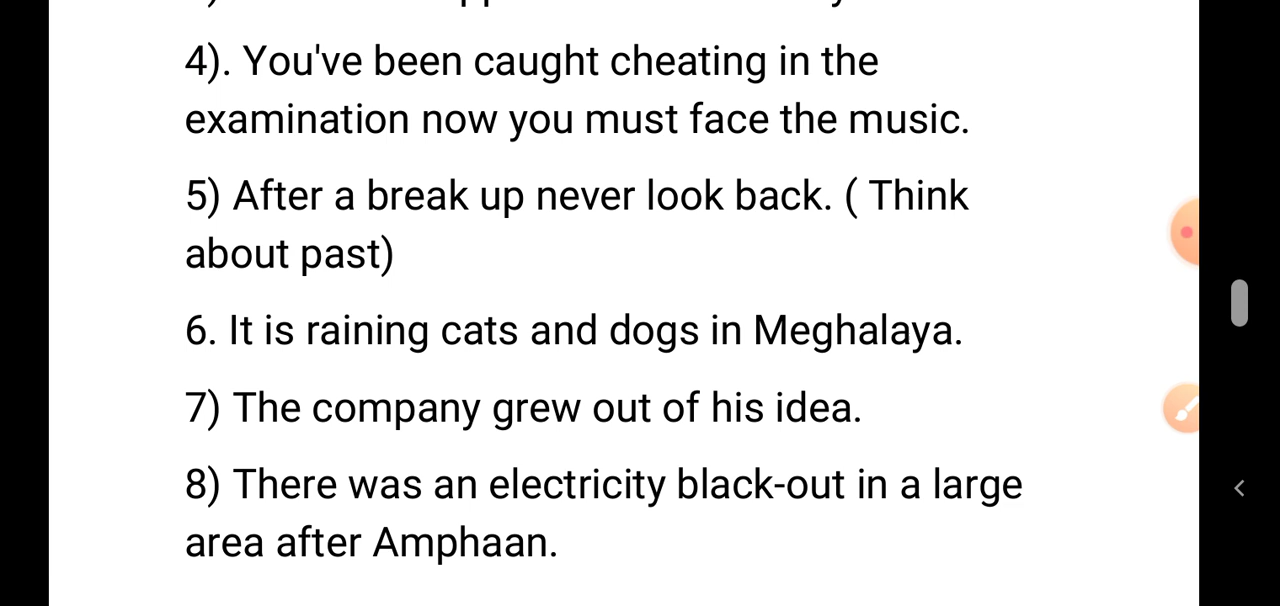 4). You've been caught cheating in the
examination now you must face the music.
5) After a break up never look back. ( Think
about past)
6. It is raining cats and dogs in Meghalaya.
7) The company grew out of his idea.
8) There was an electricity black-out in a large
area after Amphaan.